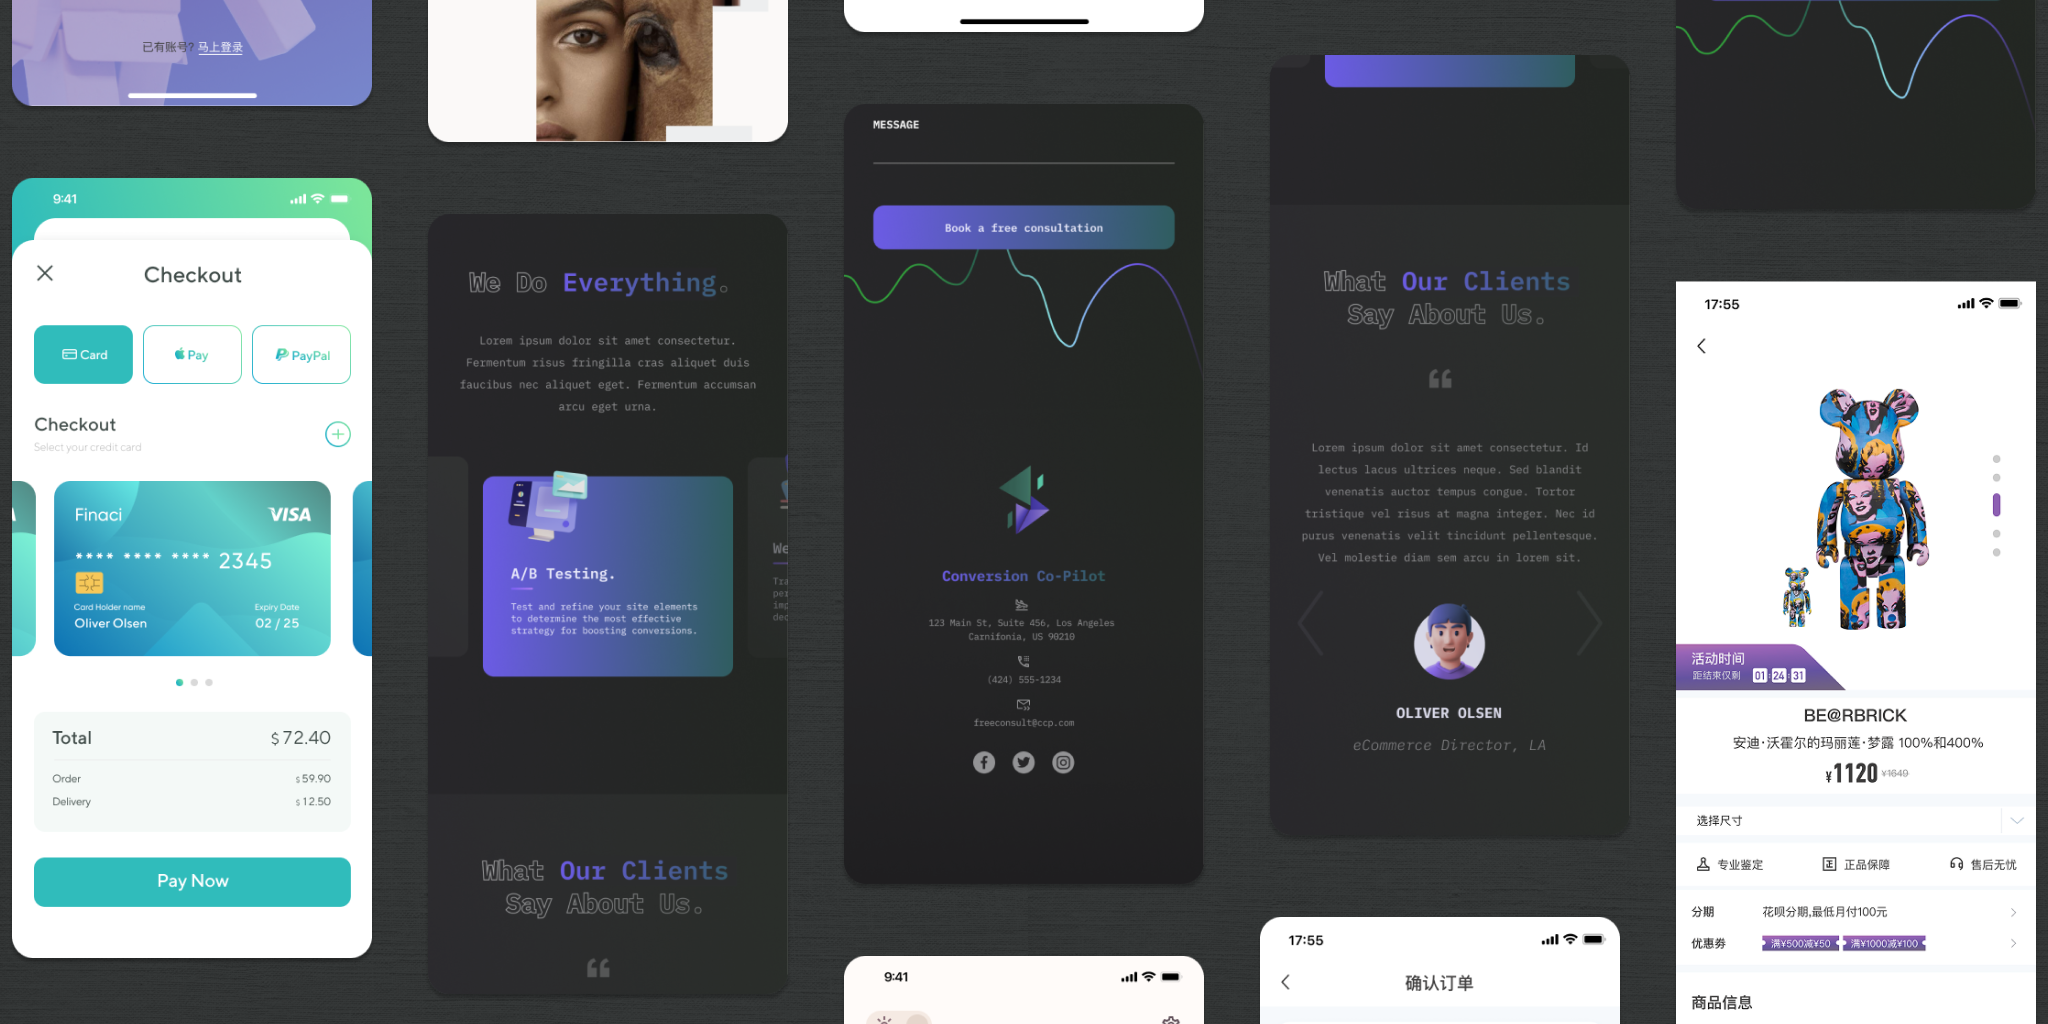 已有账号? 马上登录
9:41
Checkout
Card
Pay
PayPal
Checkout
Select your credit card
Finaci
VISA
**** **** **** 2345
Card Holder name
Expiry Date
Oliver Olsen
02 / 25
Total
$ 72.40
Order
$ 59.90
Delivery
$ 12.50
Pay Now
We Do Everything.
Lorem ipsum dolor sit amet consectetur.
Fermentum risus fringilla cras aliquet duis
faucibus nec aliquet eget. Fermentum accumsan
arcu eget urna.
A/B Testing.
Test and refine your site elements
to determine the most effective
strategy for boosting conversions.
We
Tra
per
imp
dec
What Our Clients
Say About Us.
MESSAGE
Book a free consultation
Conversion Co-Pilot
123 Main St, Suite 456, Los Angeles
Carnifonia, US 90210
(424) 555-1234
freeconsult@ccp.com
9:41
What Our Clients
Say About Us.
Lorem ipsum dolor sit amet consectetur. Id
lectus lacus ultrices neque. Sed blandit
venenatis auctor tempus congue. Tortor
tristique vel risus at magna integer. Nec id
purus venenatis velit tincidunt pellentesque.
Vel molestie diam sem arcu in lorem sit.
OLIVER OLSEN
eCommerce Director, LA
17:55
确认订单
17:55
活动时间
距结束仅剩 01:24:31
BE@RBRICK
安迪·沃霍尔的玛丽莲·梦露 100%和400%
¥1120 ¥1649
选择尺寸
专业鉴定
正品保障
售后无忧
分期
花呗分期,最低月付100元
优惠券
满¥500减¥50
满¥1000减¥100
商品信息